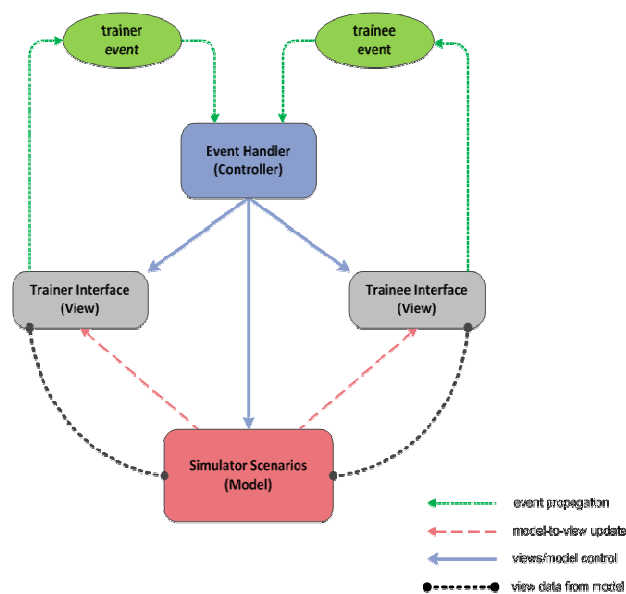 trainer
event
trainee
event
Event Handler
(Controller)
Trainer Interface
(View)
Trainee Interface
(View)
Simulator Scenarios
(Model)
event propagation
model-to-view update
views/model control
view data from model